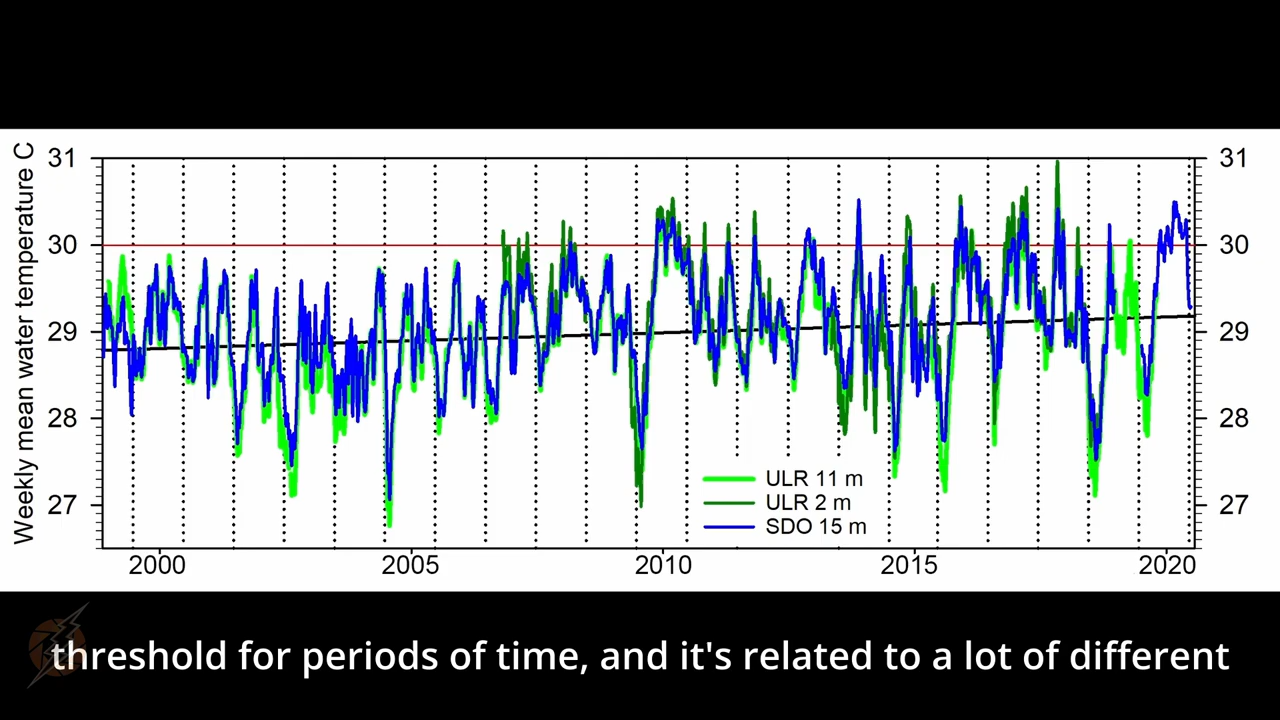 Weekly mean water temperature C
31
30
29
28
27
31
30
29
28
27
ULR 11 m
ULR 2 m
SDO 15 m
2000 2005 2010 2015 2020
threshold for periods of time, and it's related to a lot of different